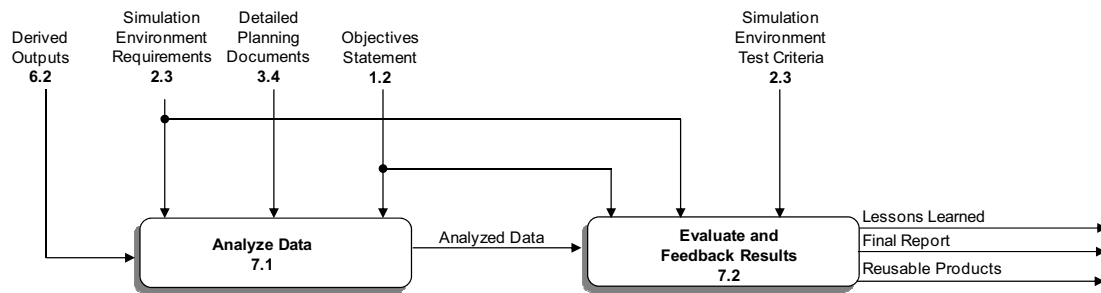 Derived
Outputs
6.2
Simulation
Environment
Requirements
2.3
Detailed
Planning
Documents
3.4
Objectives
Statement
1.2
Simulation
Environment
Test Criteria
2.3
Analyze Data
7.1
Analyzed Data
Evaluate and
Feedback Results
7.2
Lessons Learned
Final Report
Reusable Products